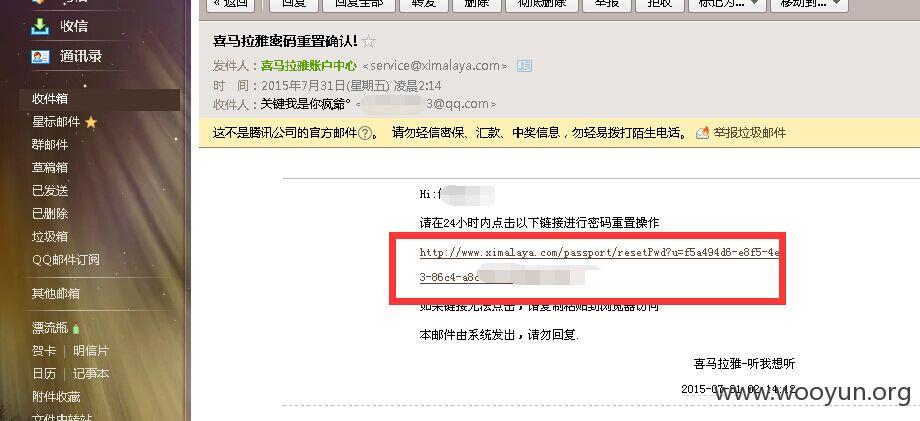 « 返回
回复
回复全部
转发
删除
彻底删除
举报
拒收
标记为...
移动到...
收信
通讯录
收件箱
星标邮件
群邮件
草稿箱
已发送
已删除
垃圾箱
QQ邮件订阅
其他邮箱
漂流瓶
贺卡 | 明信片
日历 | 记事本
附件收藏
文件中转站
喜马拉雅密码重置确认!
发件人：喜马拉雅账户中心 <service@ximalaya.com>
时 间：2015年7月31日(星期五) 凌晨2:14
收件人：关键我是你疯爺° < 3@qq.com>
这不是腾讯公司的官方邮件。 请勿轻信密保、汇款、中奖信息，勿轻易拨打陌生电话。 举报垃圾邮件
Hi:
请在24小时内点击以下链接进行密码重置操作
http://www.ximalaya.com/passport/resetPwd?u=f5a494d6-e8f5-4e
3-86c4-a8
如果链接无法点击，请复制粘贴到浏览器访问
本邮件由系统发出，请勿回复.
喜马拉雅-听我想听
2015-07-31 02:14:12
www.wooyun.org